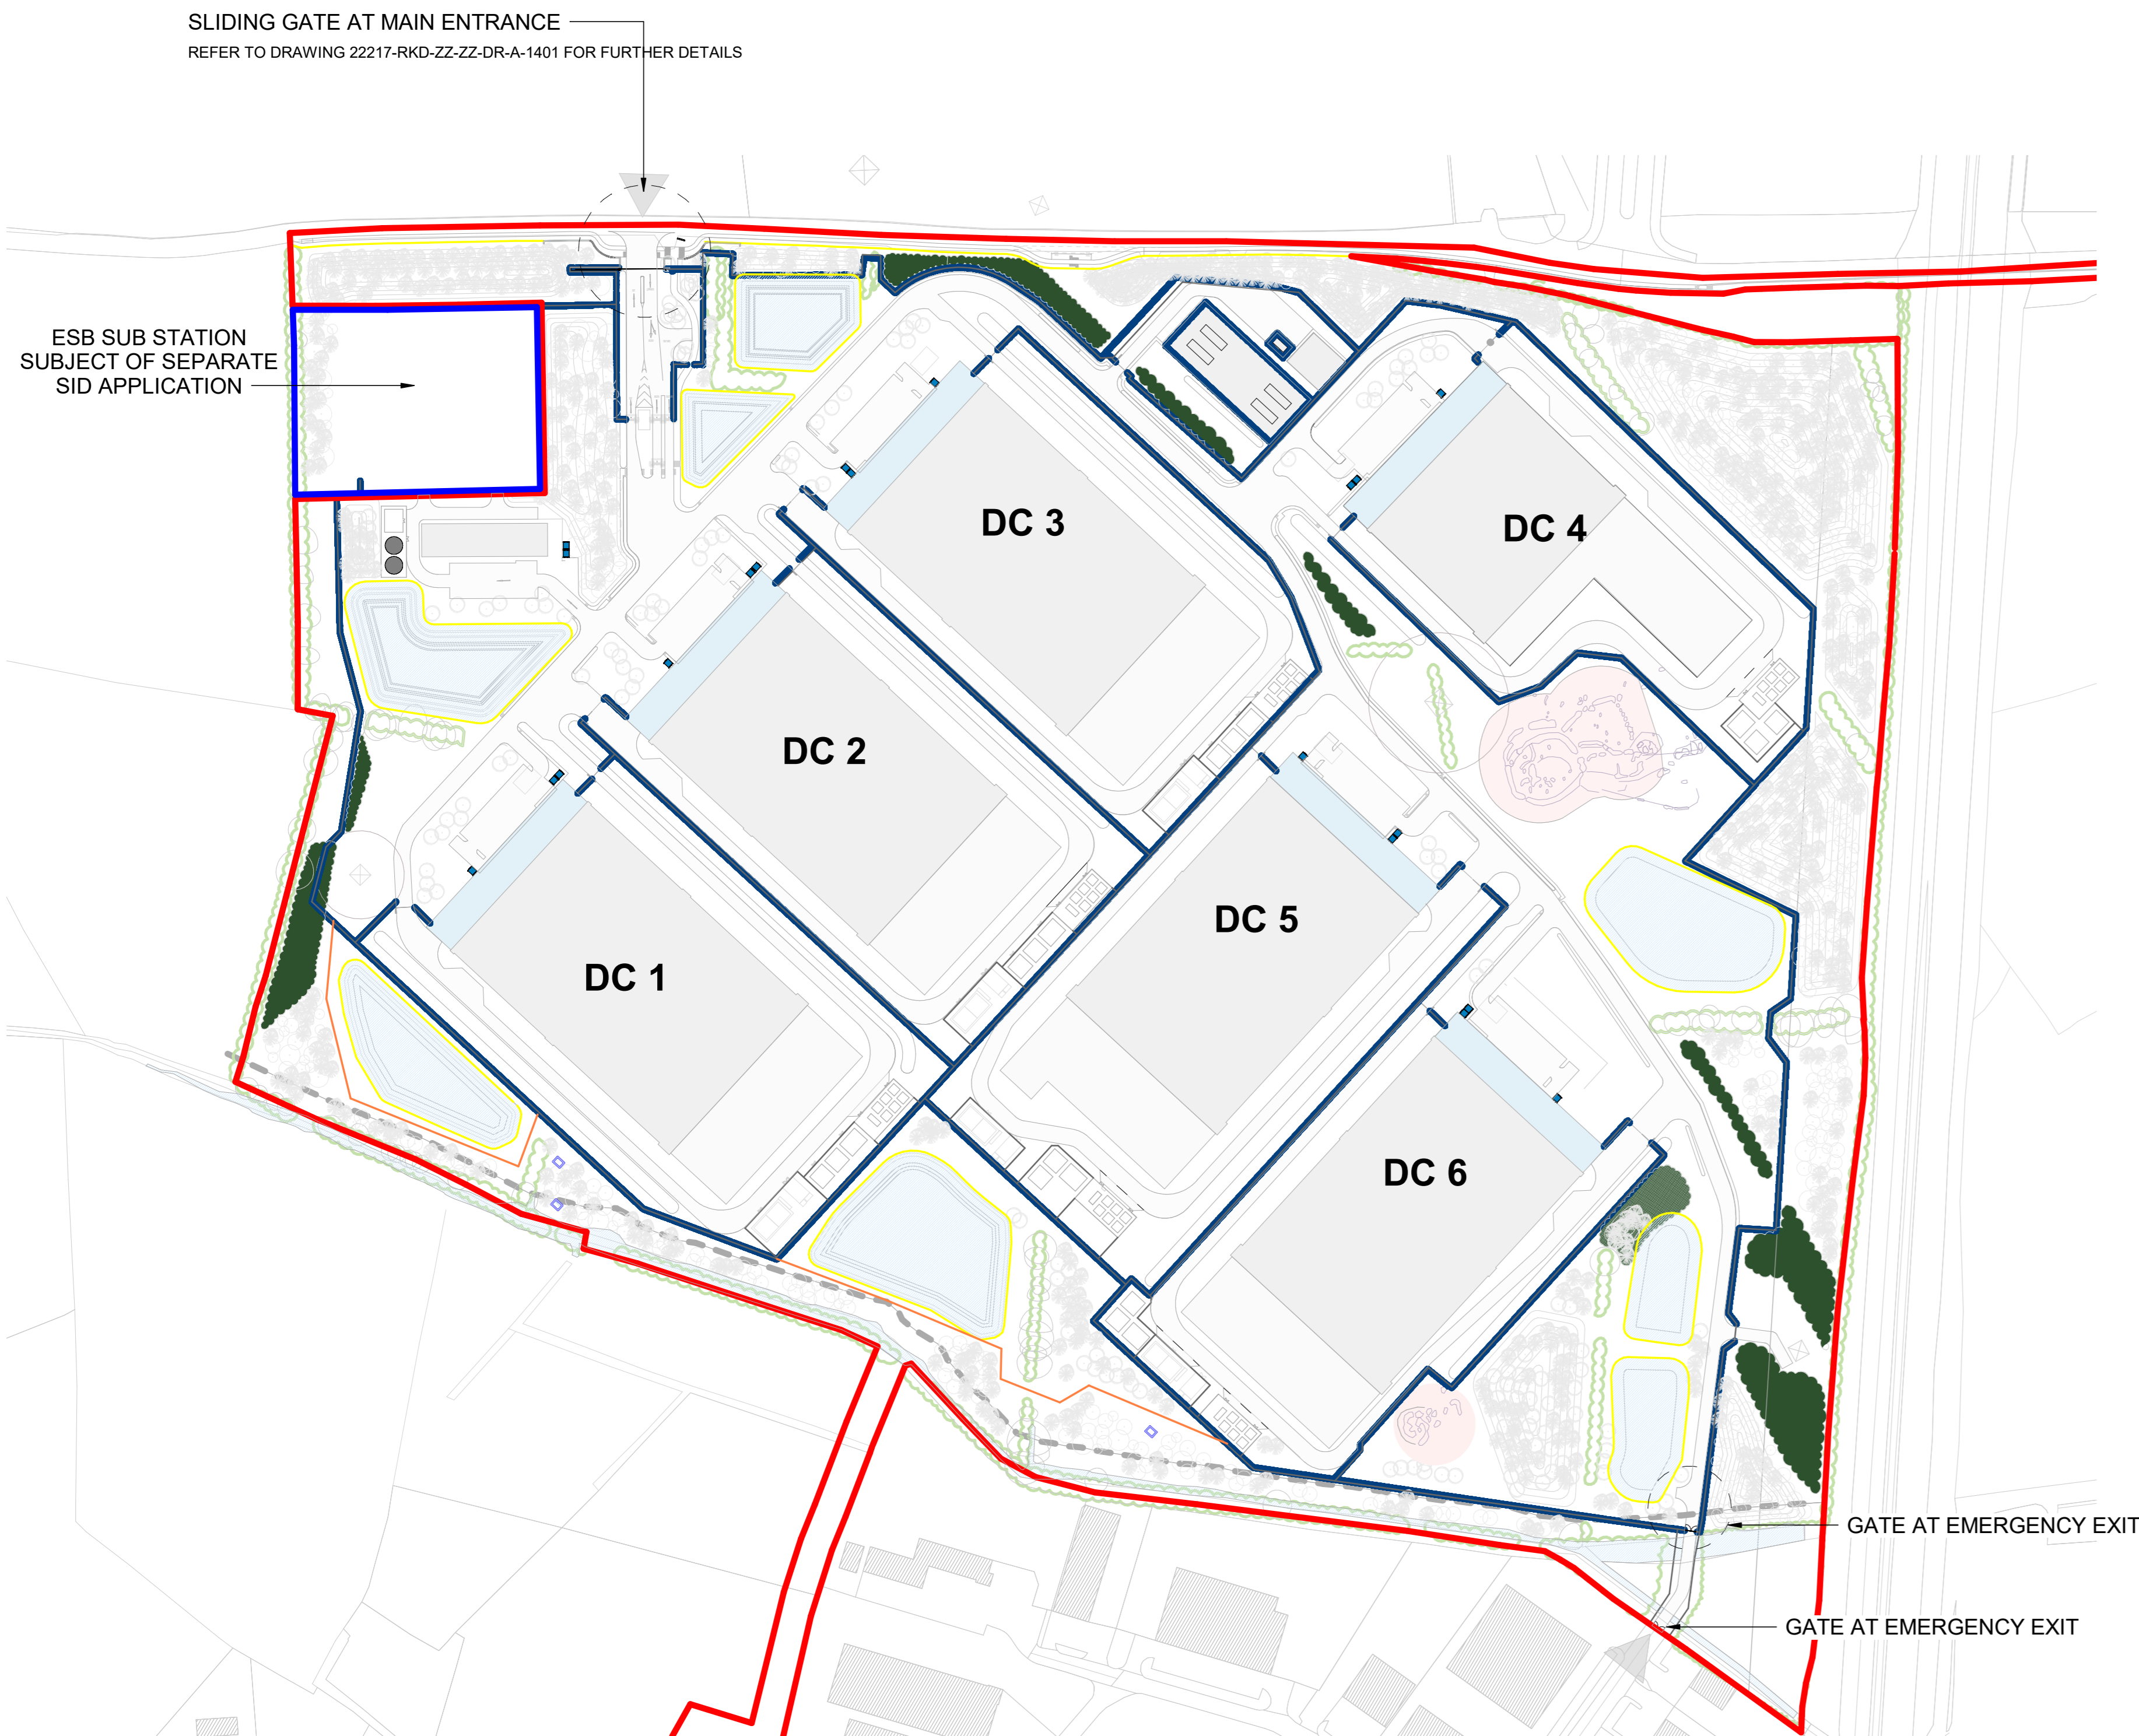 SLIDING GATE AT MAIN ENTRANCE
REFER TO DRAWING 22217-RKD-ZZ-ZZ-DR-A-1401 FOR FURTHER DETAILS
ESB SUB STATION
SUBJECT OF SEPARATE
SID APPLICATION
DC 3
DC 4
DC 2
DC 5
DC 1
DC 6
GATE AT EMERGENCY EXIT
GATE AT EMERGENCY EXIT